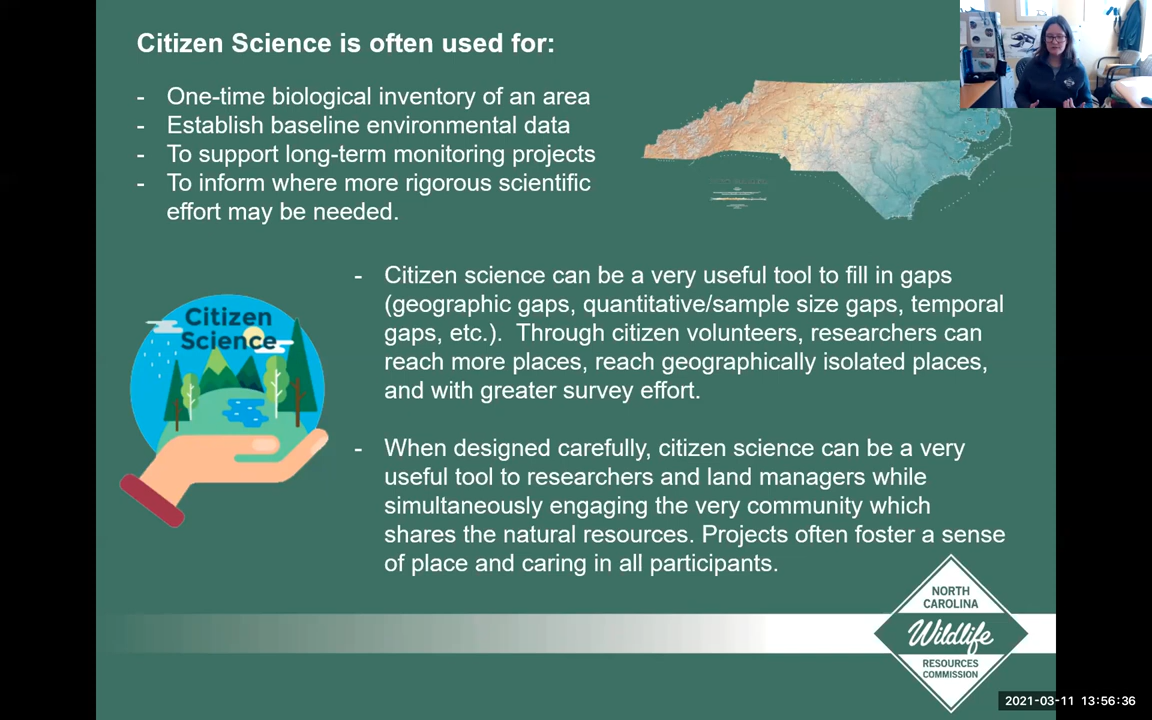 Citizen Science is often used for:
- One-time biological inventory of an area
- Establish baseline environmental data
- To support long-term monitoring projects
- To inform where more rigorous scientific
effort may be needed.
Citizen
Science
- Citizen science can be a very useful tool to fill in gaps
(geographic gaps, quantitative/sample size gaps, temporal
gaps, etc.). Through citizen volunteers, researchers can
reach more places, reach geographically isolated places,
and with greater survey effort.
- When designed carefully, citizen science can be a very
useful tool to researchers and land managers while
simultaneously engaging the very community which
shares the natural resources. Projects often foster a sense
of place and caring in all participants.
NORTH
CAROLINA
Wildlife
RESOURCES
COMMISSION
2021-03-11 13:56:36